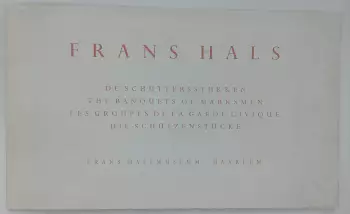 FRANS HALS
DE SCHUTTERSSTUKKEN
THE BANQUETS OF MARKSMEN
LES GROUPES DE LA GARDE CIVIQUE
DIE SCHÜTZENSTÜCKE
FRANS HALSMUSEUM · HAARLEM